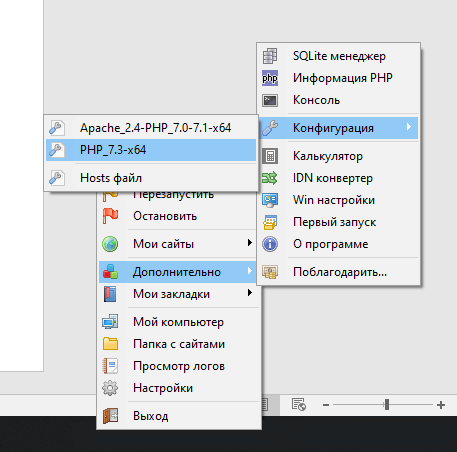 SQLite менеджер
php
Информация PHP
Консоль
Конфигурация
Калькулятор
IDN конвертер
Win настройки
Первый запуск
О программе
Поблагодарить...
Apache_2.4-PHP_7.0-7.1-x64
PHP_7.3-x64
Hosts файл
Перезапустить
Остановить
Мои сайты
Дополнительно
Мои закладки
Мой компьютер
Папка с сайтами
Просмотр логов
Настройки
Выход